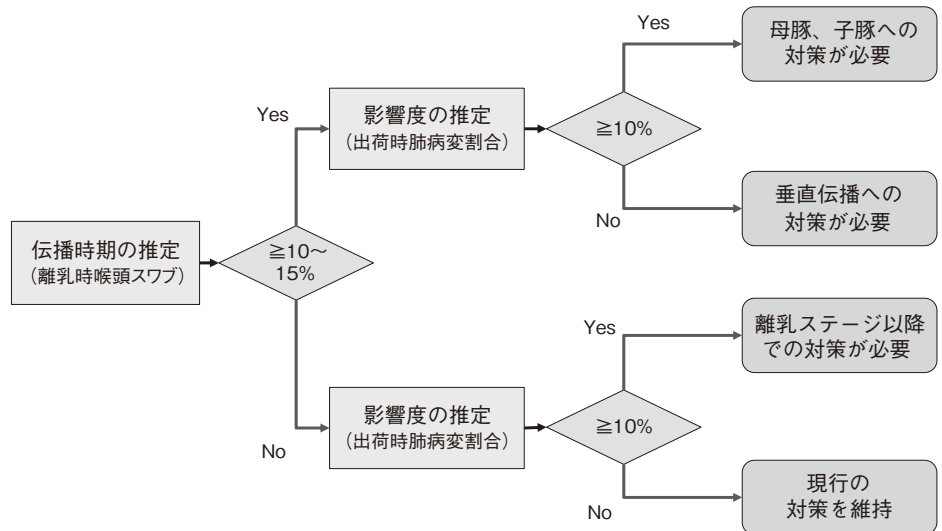 伝播時期の推定
（離乳時喉頭スワブ）
≧10〜
15%
Yes
影響度の推定
（出荷時肺病変割合）
≧10%
Yes
母豚、子豚への
対策が必要
No
垂直伝播への
対策が必要
No
影響度の推定
（出荷時肺病変割合）
≧10%
Yes
離乳ステージ以降
での対策が必要
No
現行の
対策を維持